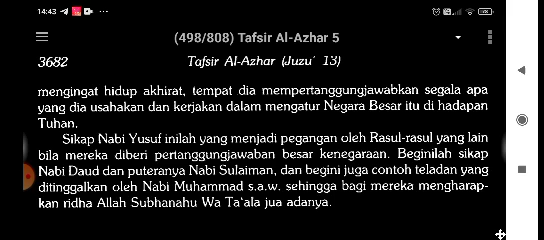 14:43
(498/808) Tafsir Al-Azhar 5
3682 Tafsir Al-Azhar (Juzu' 13)
mengingat hidup akhirat, tempat dia mempertanggungjawabkan segala apa
yang dia usahakan dan kerjakan dalam mengatur Negara Besar itu di hadapan
Tuhan.
Sikap Nabi Yusuf inilah yang menjadi pegangan oleh Rasul-rasul yang lain
bila mereka diberi pertanggungjawaban besar kenegaraan. Beginilah sikap
Nabi Daud dan puteranya Nabi Sulaiman, dan begini juga contoh teladan yang
ditinggalkan oleh Nabi Muhammad s.a.w. sehingga bagi mereka mengharap-
kan ridha Allah Subhanahu Wa Ta'ala jua adanya.